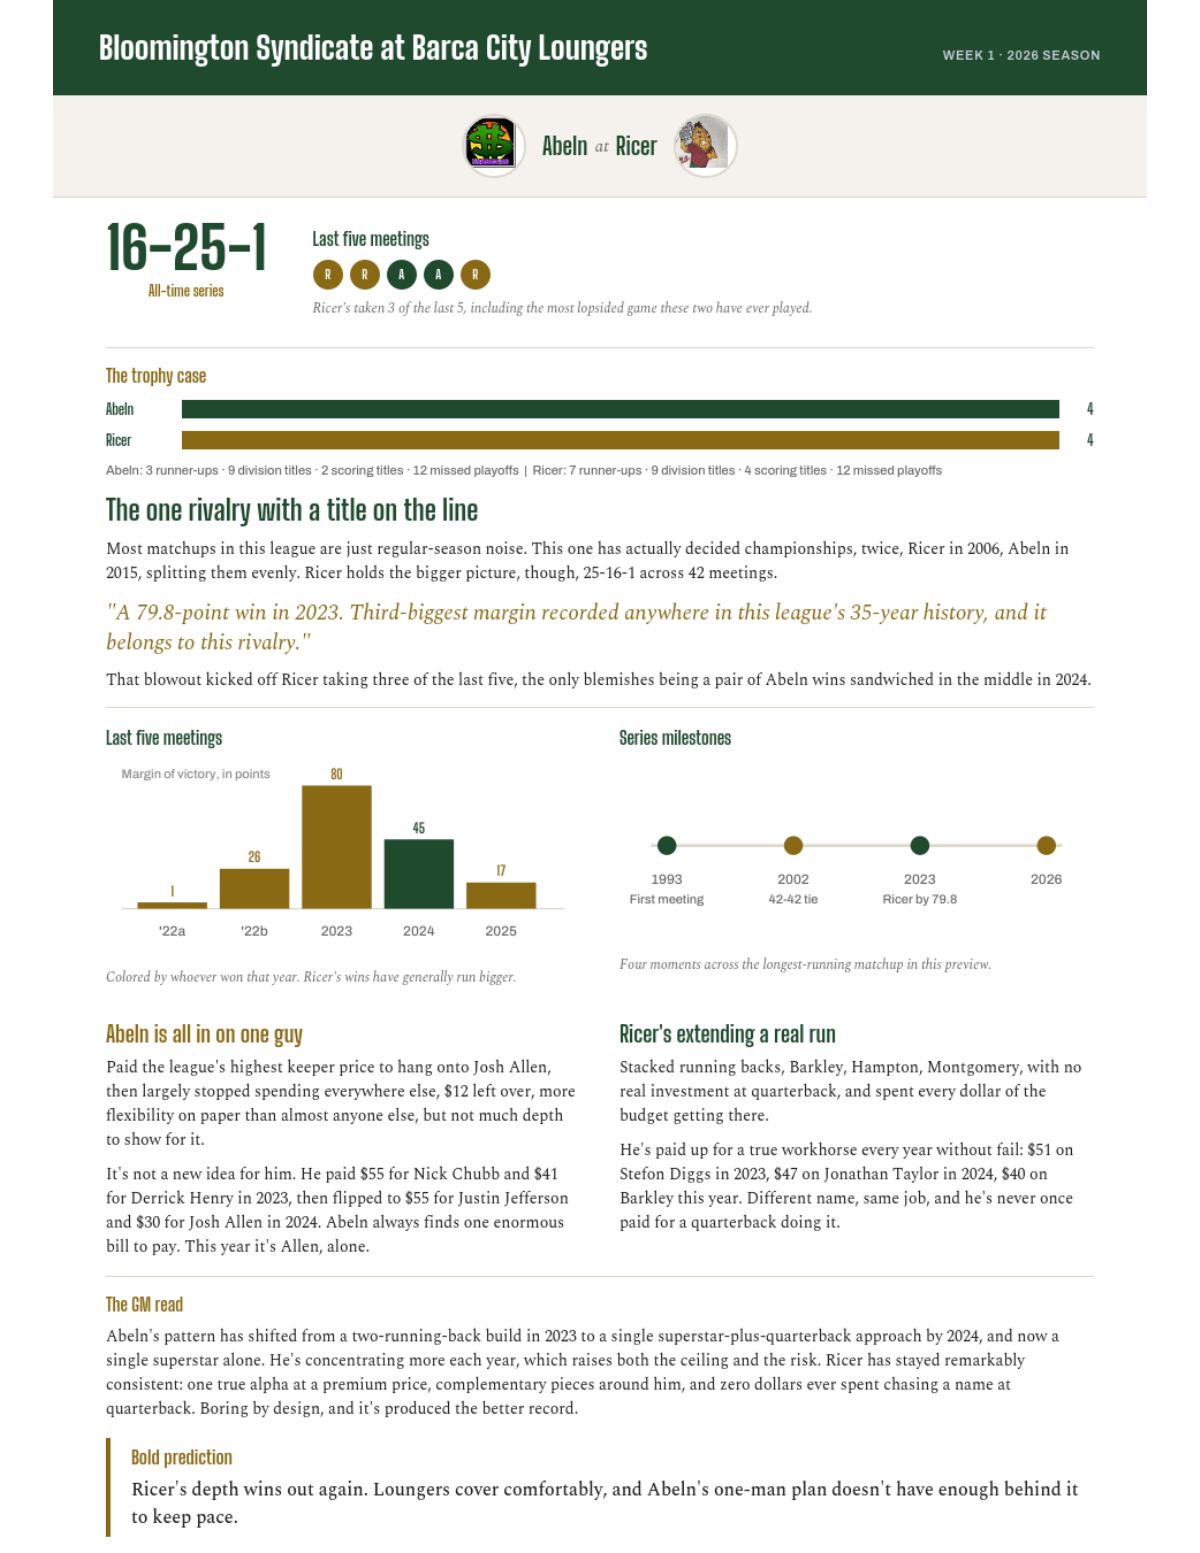 Bloomington Syndicate at Barca City Loungers
WEEK 1 · 2026 SEASON
Abeln at Ricer
16–25–1
All-time series
Last five meetings
R R A A R
Ricer's taken 3 of the last 5, including the most lopsided game these two have ever played.
The trophy case
Abeln 4
Ricer 4
Abeln: 3 runner-ups · 9 division titles · 2 scoring titles · 12 missed playoffs | Ricer: 7 runner-ups · 9 division titles · 4 scoring titles · 12 missed playoffs
The one rivalry with a title on the line
Most matchups in this league are just regular-season noise. This one has actually decided championships, twice, Ricer in 2006, Abeln in
2015, splitting them evenly. Ricer holds the bigger picture, though, 25-16-1 across 42 meetings.
"A 79.8-point win in 2023. Third-biggest margin recorded anywhere in this league's 35-year history, and it
belongs to this rivalry."
That blowout kicked off Ricer taking three of the last five, the only blemishes being a pair of Abeln wins sandwiched in the middle in 2024.
Last five meetings
Margin of victory, in points
1
26
80
45
17
'22a
'22b
2023
2024
2025
Colored by whoever won that year. Ricer's wins have generally run bigger.
Series milestones
1993
2002
2023
2026
First meeting
42-42 tie
Ricer by 79.8
Four moments across the longest-running matchup in this preview.
Abeln is all in on one guy
Paid the league's highest keeper price to hang onto Josh Allen,
then largely stopped spending everywhere else, $12 left over, more
flexibility on paper than almost anyone else, but not much depth
to show for it.
It's not a new idea for him. He paid $55 for Nick Chubb and $41
for Derrick Henry in 2023, then flipped to $55 for Justin Jefferson
and $30 for Josh Allen in 2024. Abeln always finds one enormous
bill to pay. This year it's Allen, alone.
Ricer's extending a real run
Stacked running backs, Barkley, Hampton, Montgomery, with no
real investment at quarterback, and spent every dollar of the
budget getting there.
He's paid up for a true workhorse every year without fail: $51 on
Stefon Diggs in 2023, $47 on Jonathan Taylor in 2024, $40 on
Barkley this year. Different name, same job, and he's never once
paid for a quarterback doing it.
The GM read
Abeln's pattern has shifted from a two-running-back build in 2023 to a single superstar-plus-quarterback approach by 2024, and now a
single superstar alone. He's concentrating more each year, which raises both the ceiling and the risk. Ricer has stayed remarkably
consistent: one true alpha at a premium price, complementary pieces around him, and zero dollars ever spent chasing a name at
quarterback. Boring by design, and it's produced the better record.
Bold prediction
Ricer's depth wins out again. Loungers cover comfortably, and Abeln's one-man plan doesn't have enough behind it
to keep pace.